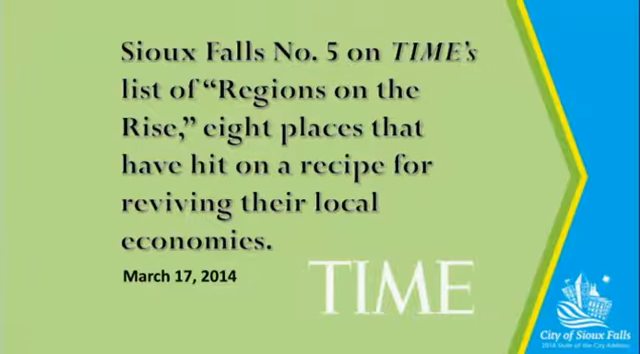 Sioux Falls No. 5 on TIME's
list of “Regions on the
Rise,” eight places that
have hit on a recipe for
reviving their local
economies.
March 17, 2014
TIME
City of Sioux Falls
2014 State of the City Address